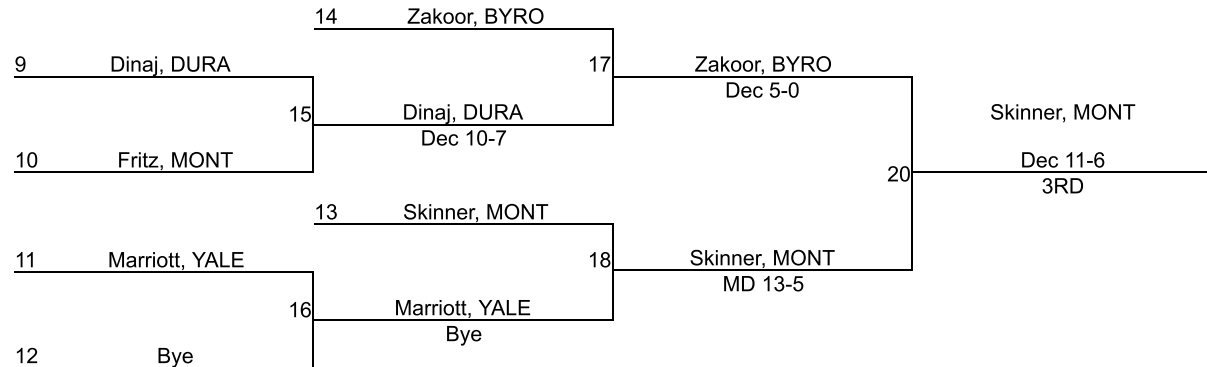 14 Zakoor, BYRO
9 Dinaj, DURA
17 Zakoor, BYRO
Dec 5-0
15 Dinaj, DURA
Dec 10-7
Skinner, MONT
10 Fritz, MONT
Dec 11-6
20
3RD
13 Skinner, MONT
11 Marriott, YALE
18 Skinner, MONT
MD 13-5
16 Marriott, YALE
Bye
12 Bye